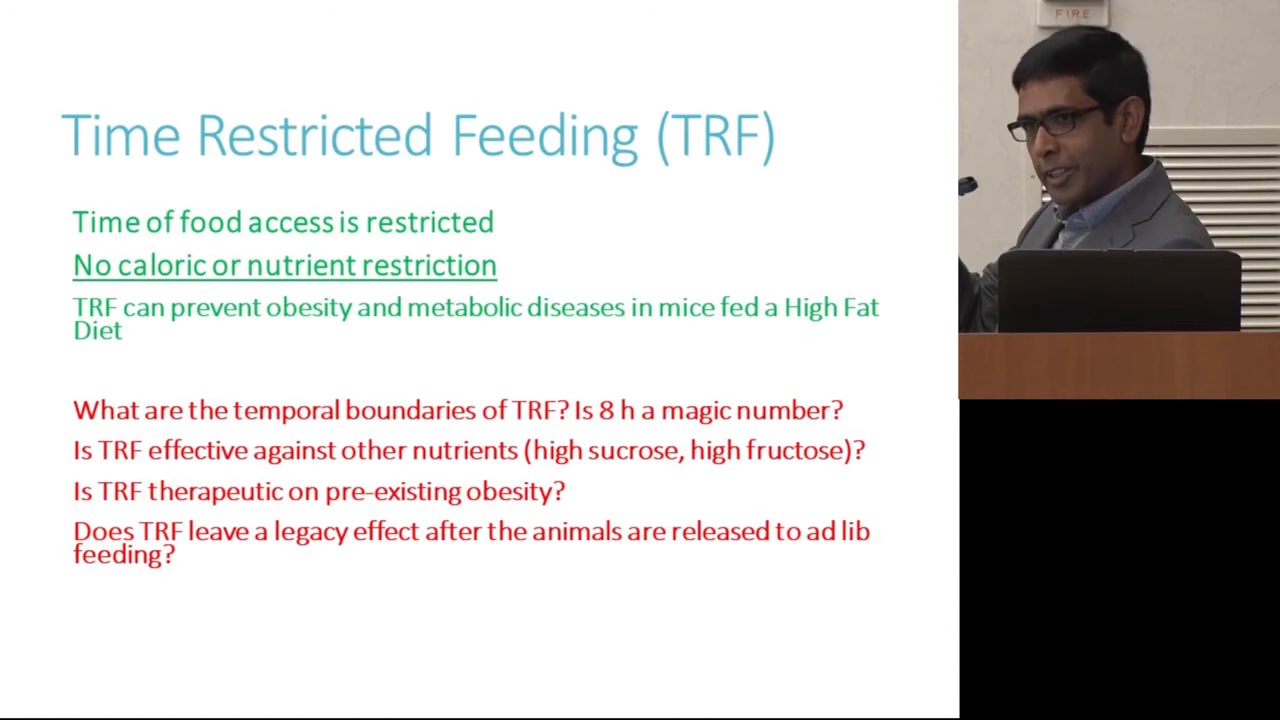 Time Restricted Feeding (TRF)
Time of food access is restricted
No caloric or nutrient restriction
TRF can prevent obesity and metabolic diseases in mice fed a High Fat
Diet
What are the temporal boundaries of TRF? Is 8 h a magic number?
Is TRF effective against other nutrients (high sucrose, high fructose)?
Is TRF therapeutic on pre-existing obesity?
Does TRF leave a legacy effect after the animals are released to ad lib
feeding?
FIRE